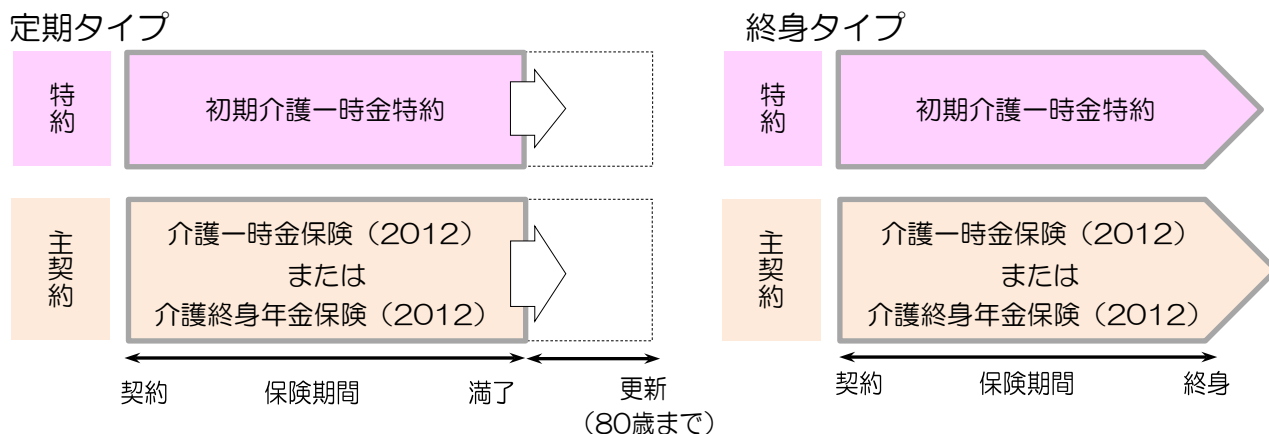 定期タイプ
特約
初期介護一時金特約
主契約
介護一時金保険（2012）
または
介護終身年金保険（2012）
契約
保険期間
満了
更新
（80歳まで）
終身タイプ
特約
初期介護一時金特約
主契約
介護一時金保険（2012）
または
介護終身年金保険（2012）
契約
保険期間
終身